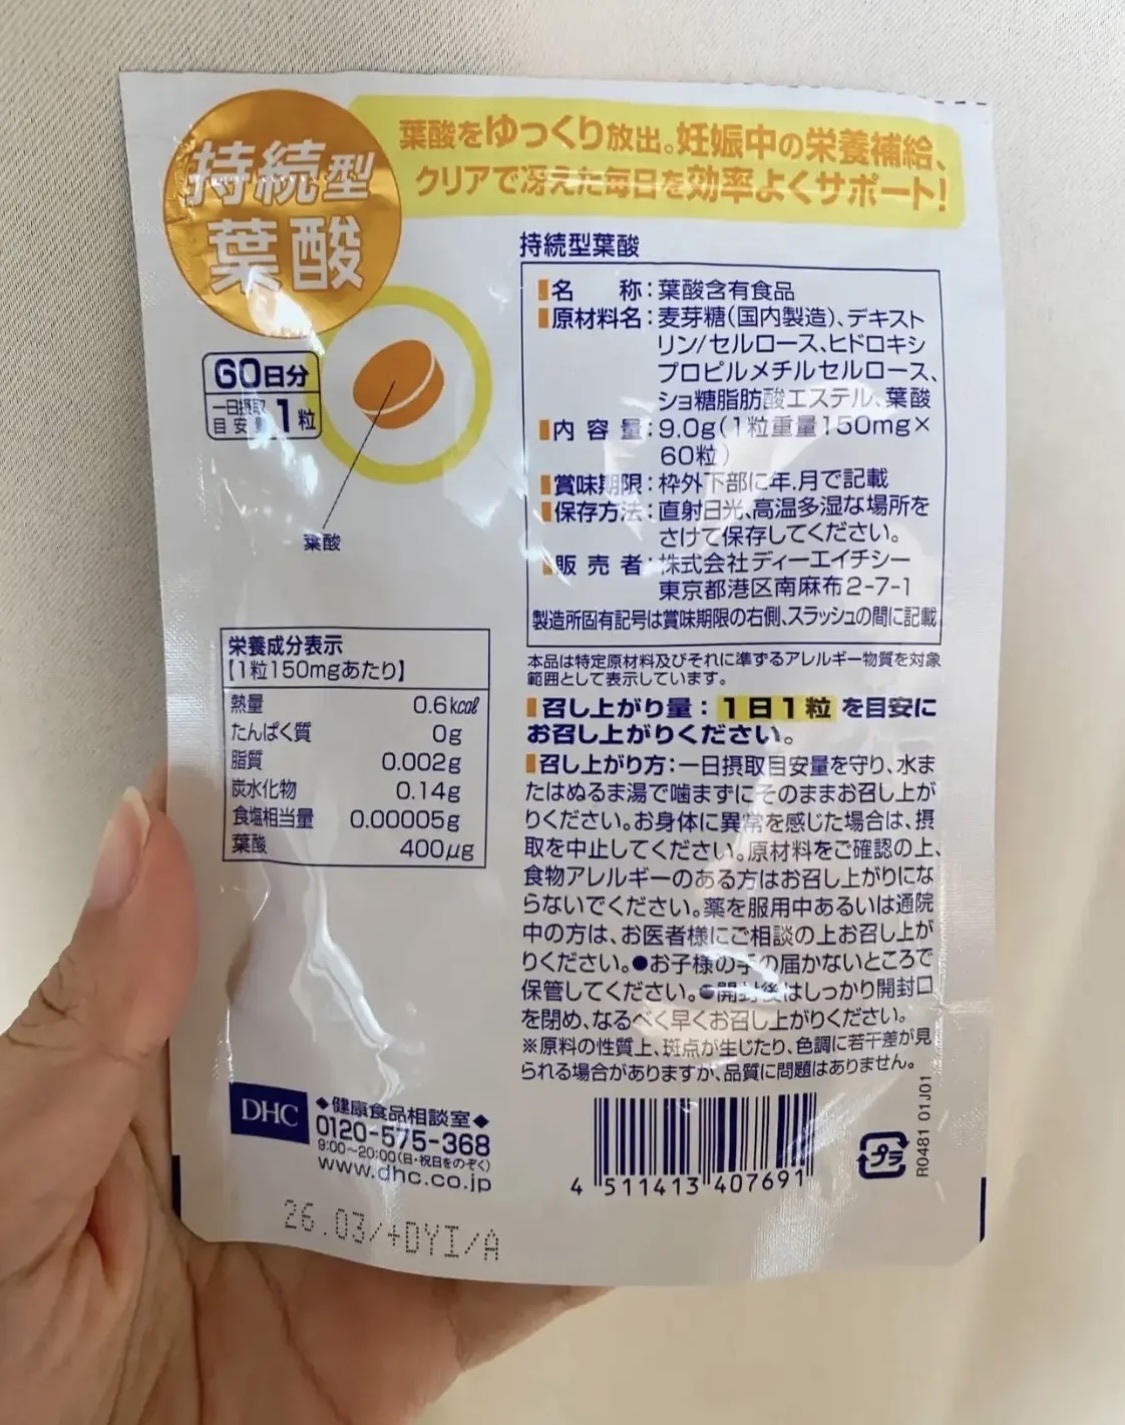 持続型
葉酸
葉酸をゆっくり放出。妊娠中の栄養補給、
クリアで冴えた毎日を効率よくサポート!
60日分
一日摂取
目安量
1粒
葉酸
持続型葉酸
名 称:葉酸含有食品
原材料名:麦芽糖(国内製造)、デキスト
リン/セルロース、ヒドロキシ
プロピルメチルセルロース、
ショ糖脂肪酸エステル、葉酸
内容量:9.0g(1粒重量150mg×
60粒)
賞味期限:枠外下部に年.月で記載
保存方法:直射日光、高温多湿な場所を
さけて保存してください。
販売者:株式会社ディーエイチシー
東京都港区南麻布2-7-1
製造所固有記号は賞味期限の右側、スラッシュの間に記載
本品は特定原材料及びそれに準ずるアレルギー物質を対象
範囲として表示しています。
召し上がり量:1日1粒を目安に
お召し上がりください。
召し上がり方:一日摂取目安量を守り、水ま
たはぬるま湯で噛まずにそのままお召し上が
りください。お身体に異常を感じた場合は、摂
取を中止してください。原材料をご確認の上、
食物アレルギーのある方はお召し上がりにな
らないでください。薬を服用中あるいは通院
中の方は、お医者様にご相談の上お召し上が
りください。●お子様の手の届かないところで
保管してください。●開封後はしっかり開封口
を閉め、なるべく早くお召し上がりください。
※原料の性質上、斑点が生じたり、色調に若干差が見
られる場合がありますが、品質に問題はありません。
栄養成分表示
【1粒150mgあたり】
熱量 0.6kcal
たんぱく質 0g
脂質 0.002g
炭水化物 0.14g
食塩相当量 0.00005g
葉酸 400μg
DHC
◆健康食品相談室◆
0120-575-368
9:00~20:00(日・祝日をのぞく)
www.dhc.co.jp
4 511413 407691
プラ
R0481 01J01
26.03/+DYI/A